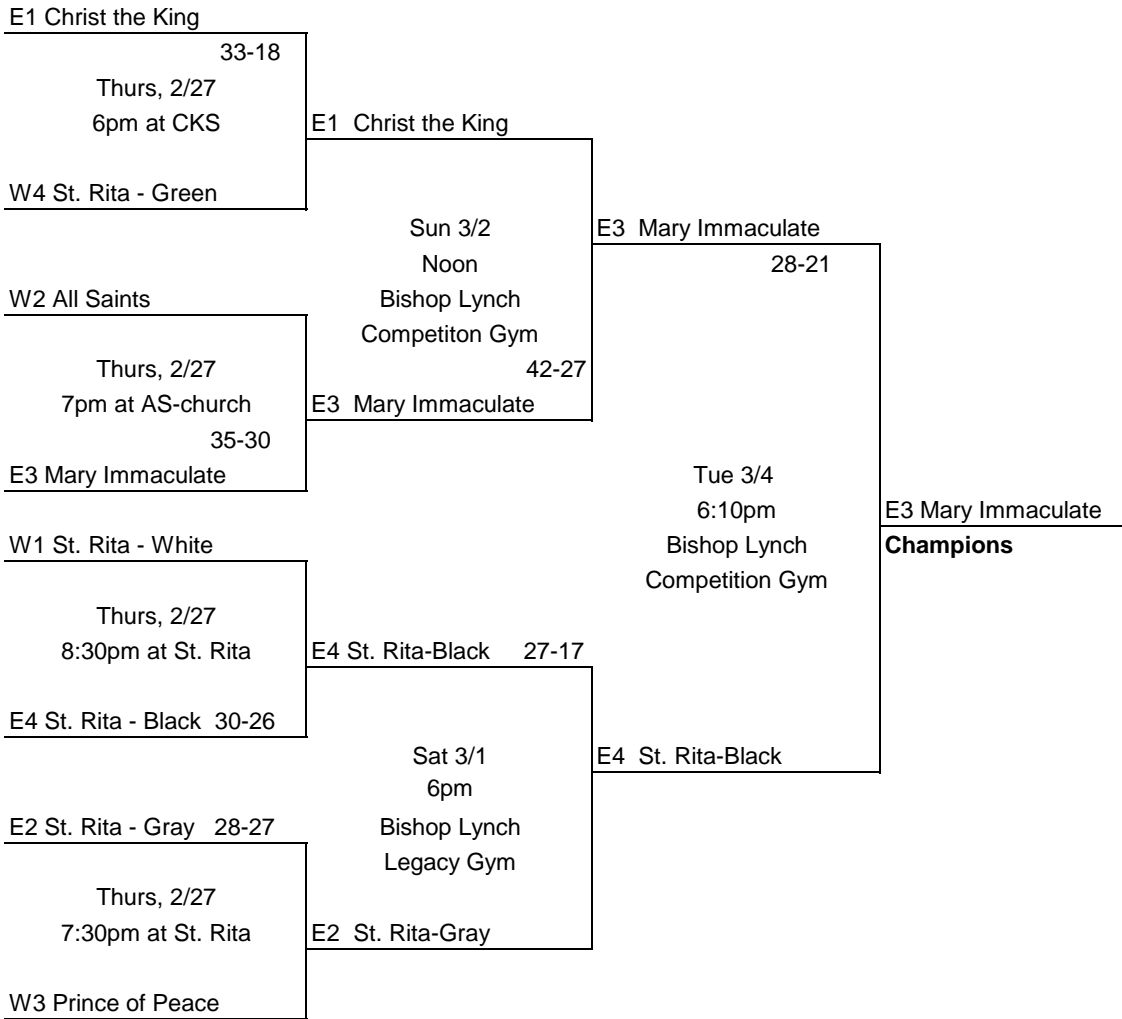 E1 Christ the King
33-18
Thurs, 2/27
6pm at CKS
E1 Christ the King
W4 St. Rita - Green
Sun 3/2
E3 Mary Immaculate
Noon
28-21
W2 All Saints
Bishop Lynch
Competiton Gym
Thurs, 2/27
42-27
7pm at AS-church
E3 Mary Immaculate
35-30
E3 Mary Immaculate
Tue 3/4
6:10pm
E3 Mary Immaculate
W1 St. Rita - White
Bishop Lynch
Champions
Competition Gym
Thurs, 2/27
8:30pm at St. Rita
E4 St. Rita-Black 27-17
E4 St. Rita - Black 30-26
Sat 3/1
E4 St. Rita-Black
6pm
E2 St. Rita - Gray 28-27
Bishop Lynch
Legacy Gym
Thurs, 2/27
7:30pm at St. Rita
E2 St. Rita-Gray
W3 Prince of Peace